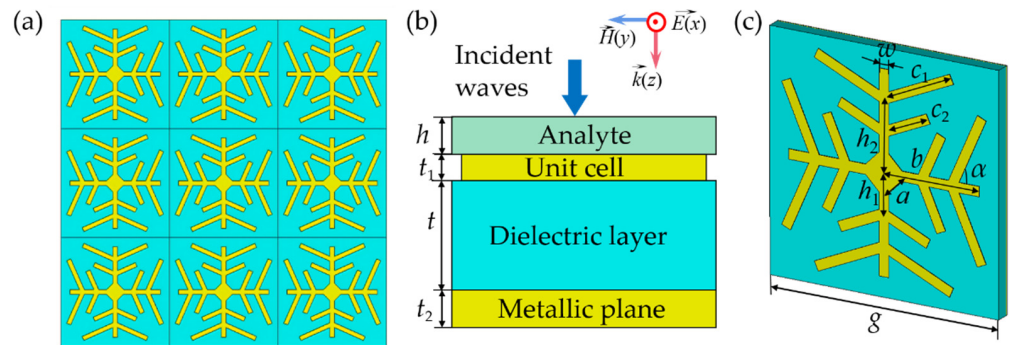 (a)
(b)
Incident
waves
H(y)
E(x)
k(z)
h
Analyte
t1
Unit cell
t
Dielectric layer
t2
Metallic plane
(c)
w
c1
c2
h2
b
α
h1
a
g